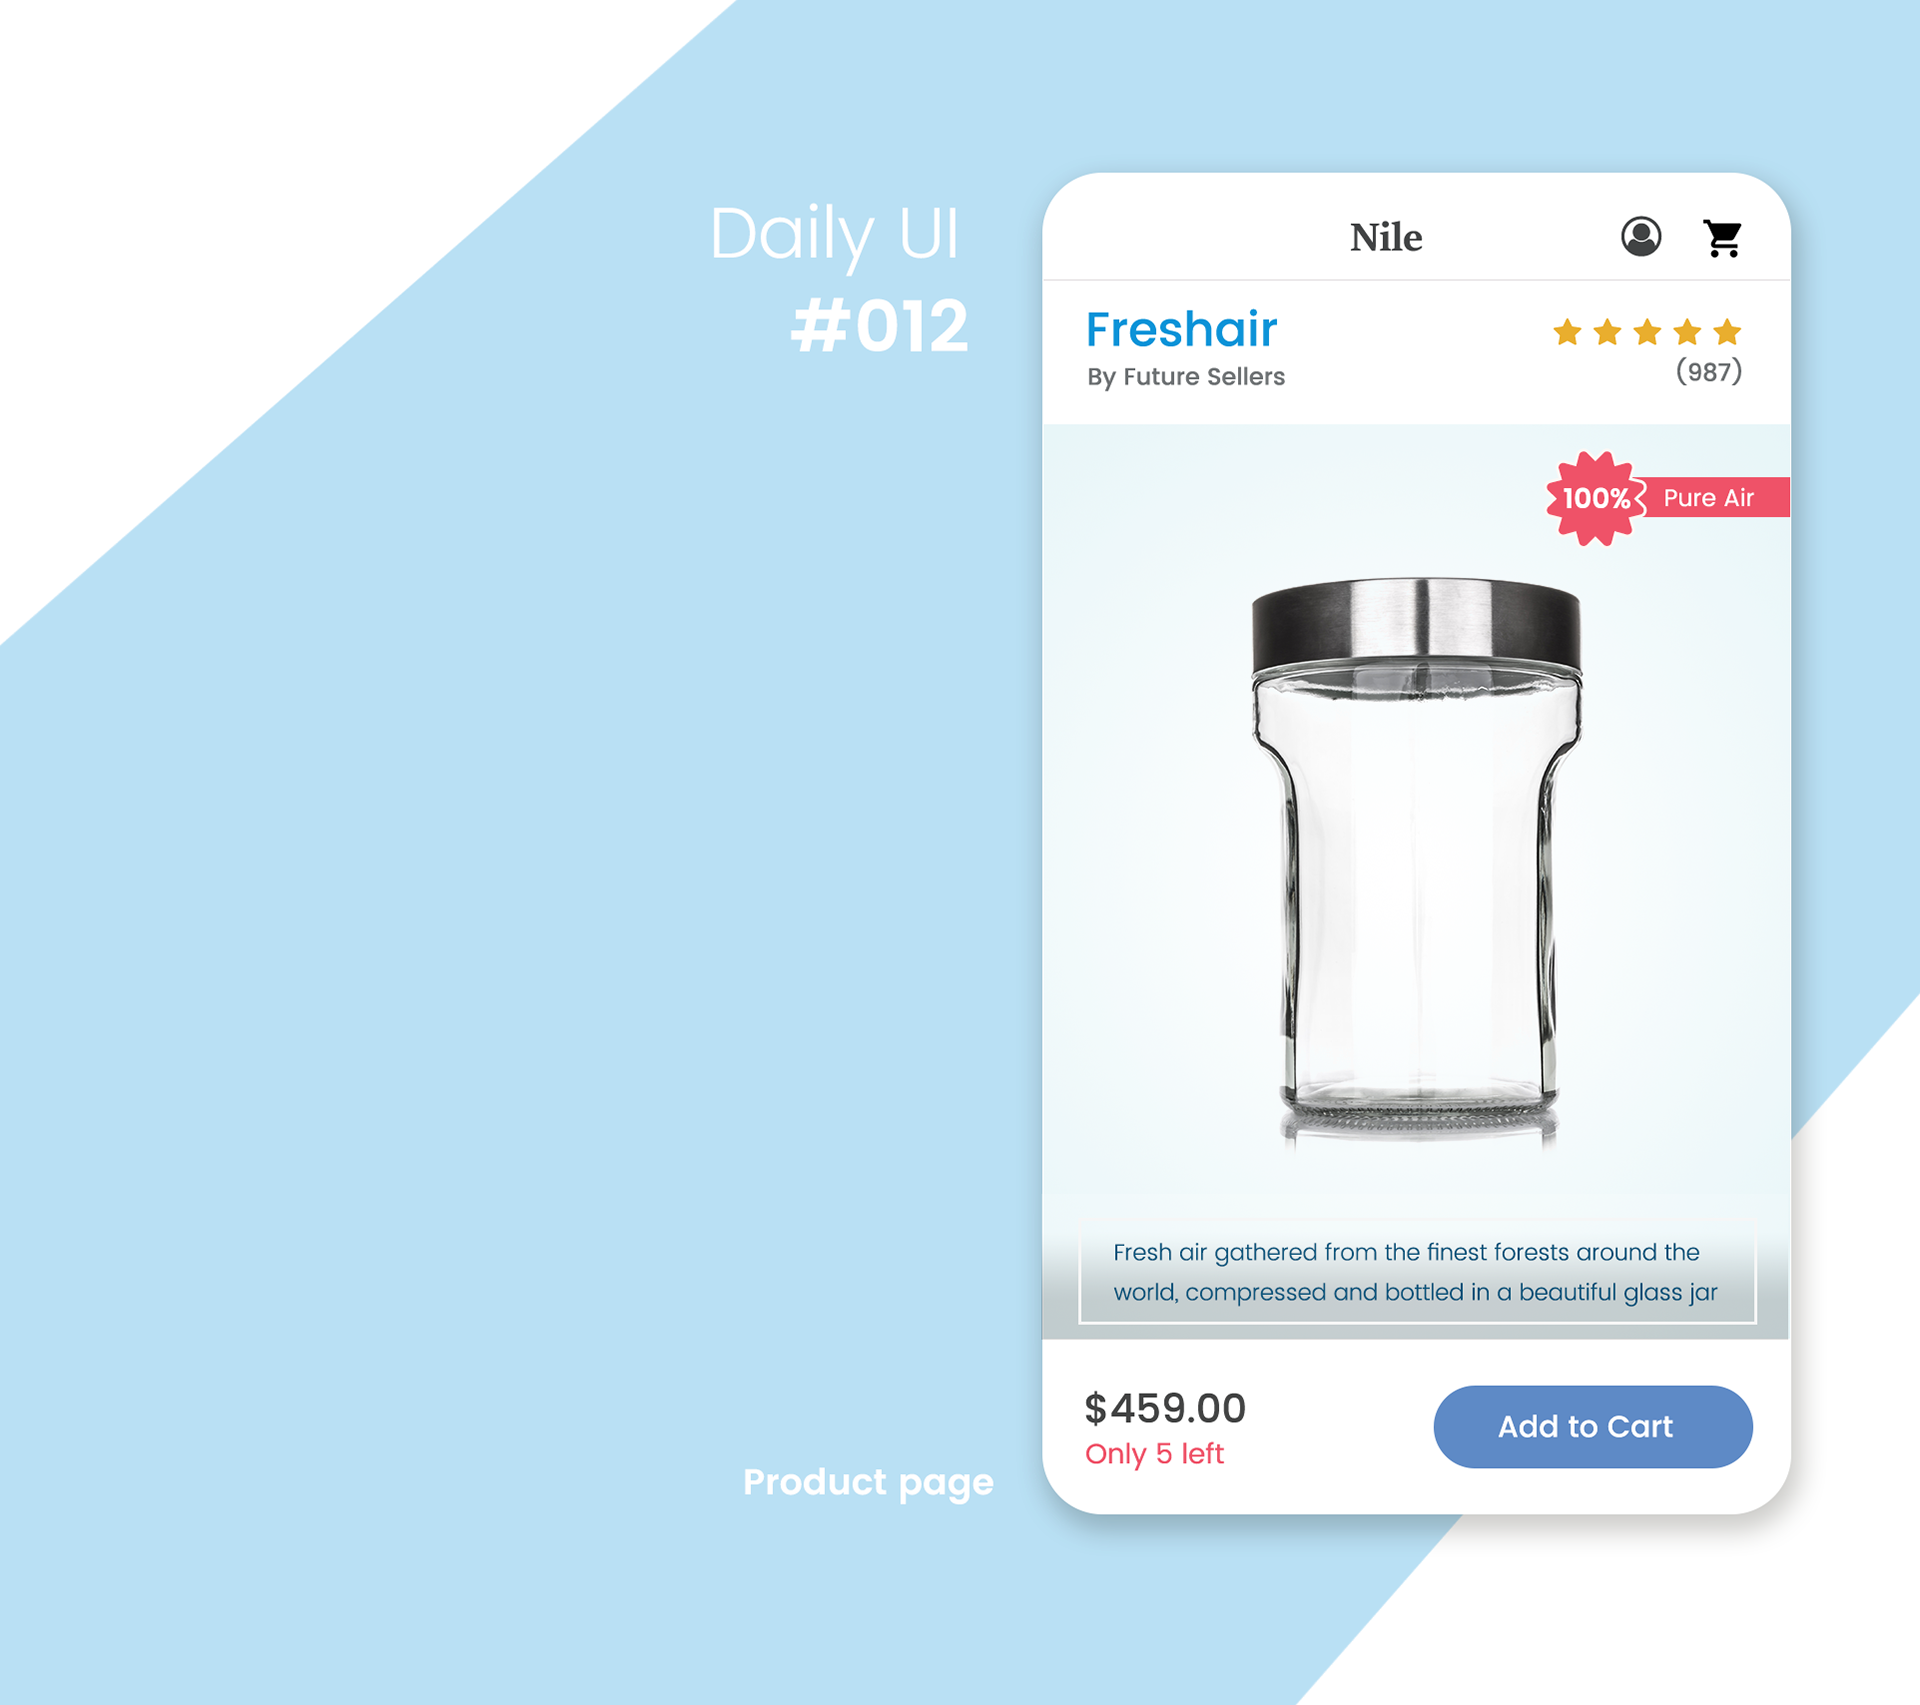 Daily UI
#012
Nile
Freshair
By Future Sellers
(987)
100% Pure Air
Fresh air gathered from the finest forests around the
world, compressed and bottled in a beautiful glass jar
$459.00
Only 5 left
Add to Cart
Product page